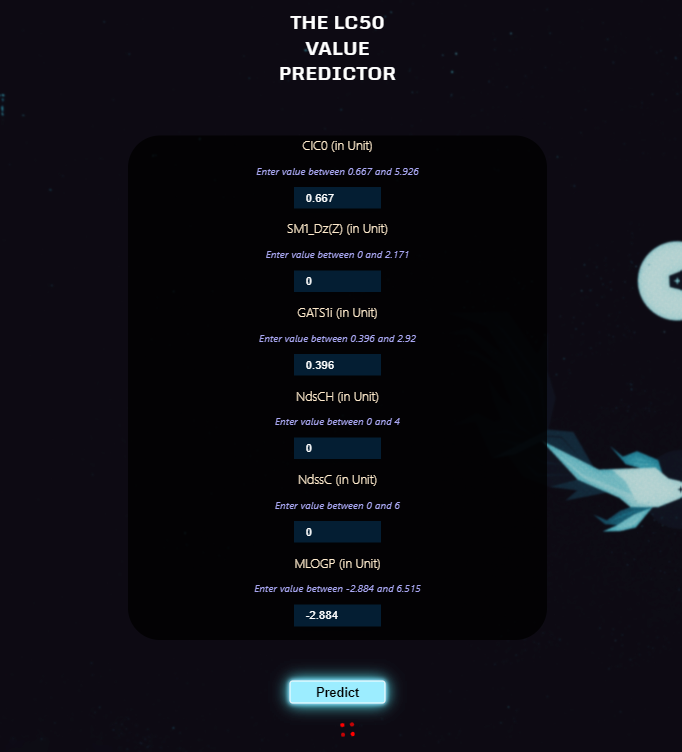 THE LC50
VALUE
PREDICTOR
CIC0 (in Unit)
Enter value between 0.667 and 5.926
0.667
SM1_Dz(Z) (in Unit)
Enter value between 0 and 2.171
0
GATS1i (in Unit)
Enter value between 0.396 and 2.92
0.396
NdsCH (in Unit)
Enter value between 0 and 4
0
NdssC (in Unit)
Enter value between 0 and 6
0
MLOGP (in Unit)
Enter value between -2.884 and 6.515
-2.884
Predict